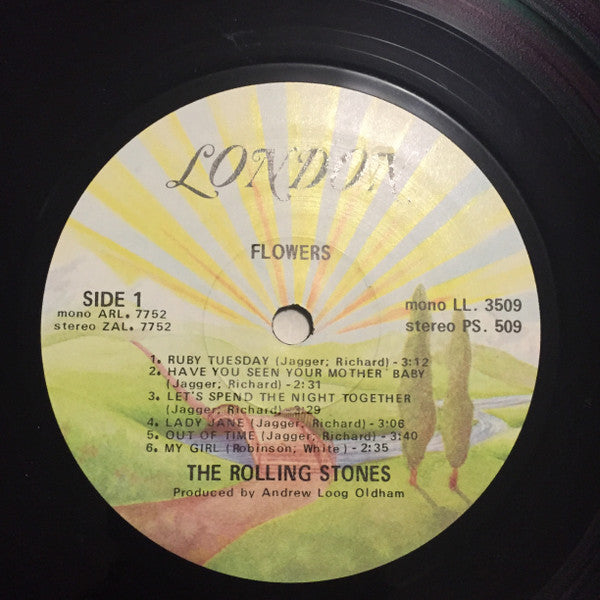 LONDON
FLOWERS
SIDE 1
mono ARL. 7752
stereo ZAL. 7752
mono LL. 3509
stereo PS. 509
1. RUBY TUESDAY (Jagger; Richard) - 3:12
2. HAVE YOU SEEN YOUR MOTHER BABY
(Jagger; Richard) - 2:31
3. LET'S SPEND THE NIGHT TOGETHER
(Jagger; Richard) - 3:29
4. LADY JANE (Jagger; Richard) - 3:06
5. OUT OF TIME (Jagger; Richard) - 3:40
6. MY GIRL (Robinson; White) - 2:35
THE ROLLING STONES
Produced by Andrew Loog Oldham